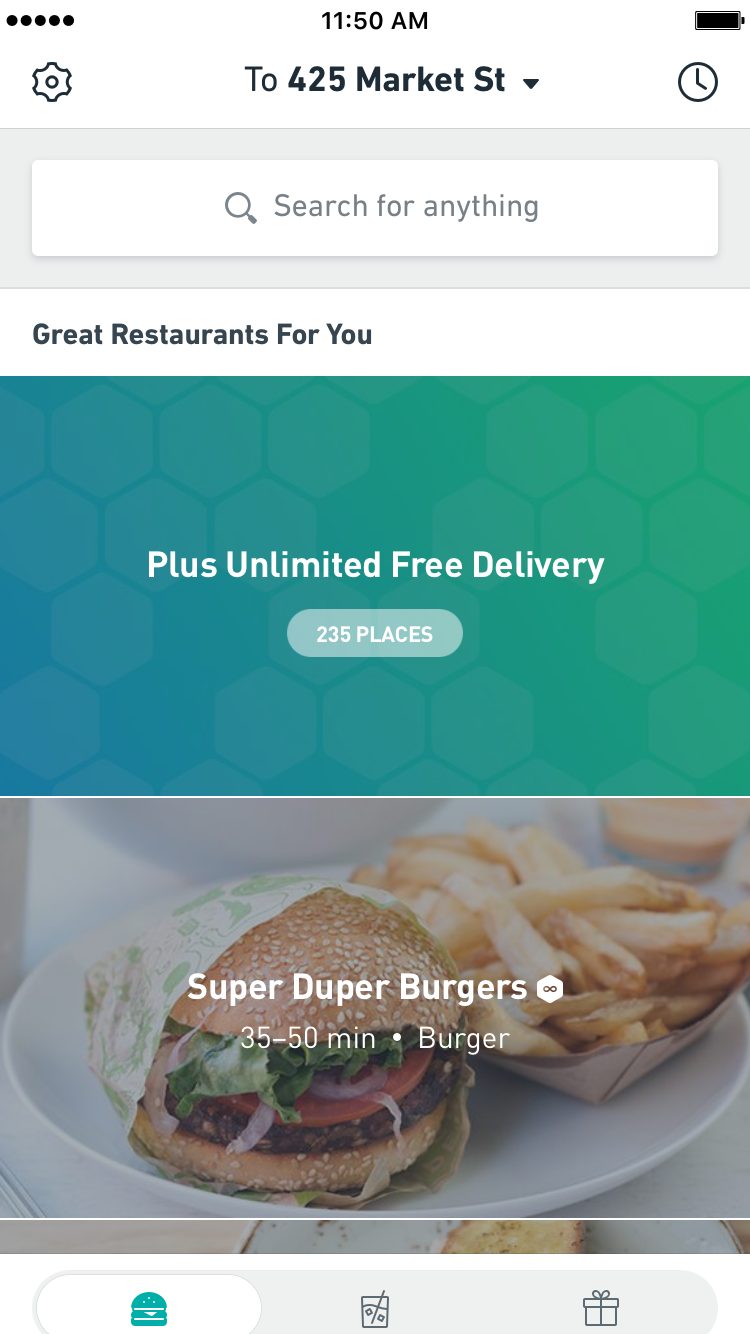 11:50 AM
To 425 Market St
Search for anything
Great Restaurants For You
Plus Unlimited Free Delivery
235 PLACES
Super Duper Burgers
35–50 min • Burger